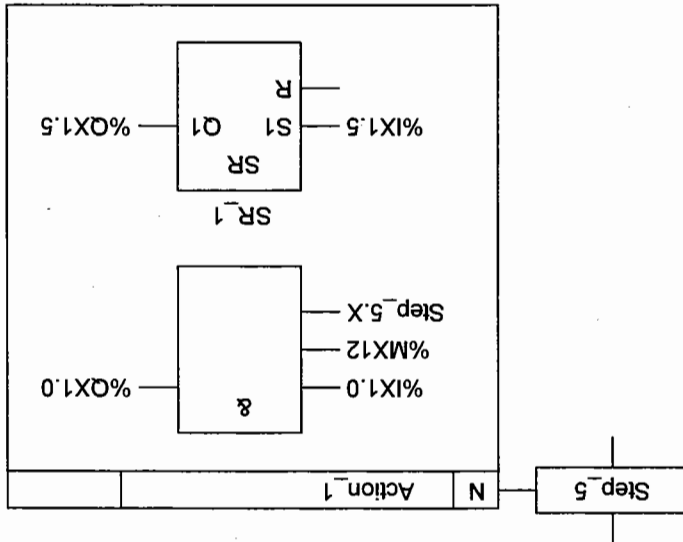 Step_5
N Action_1
&
%IX1.0 %QX1.0
%MX12
Step_5.X
SR_1
SR
%IX1.5 S1 Q1 %QX1.5
R